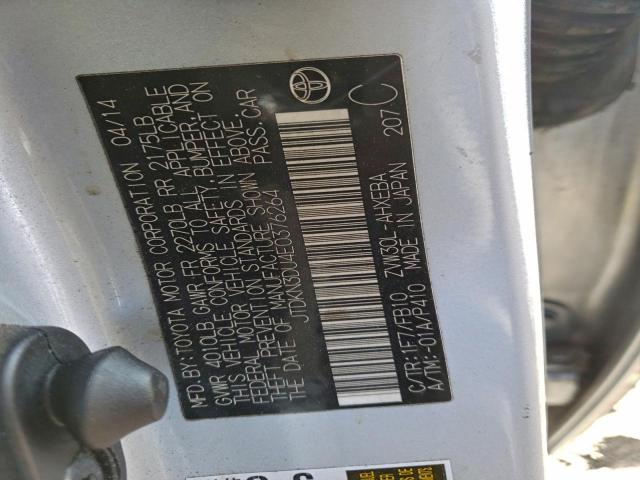 MFD. BY: TOYOTA MOTOR CORPORATION 04/14
GVWR 4010LB GAWR FR 2270LB RR 2175LB
THIS VEHICLE CONFORMS TO ALL APPLICABLE
FEDERAL MOTOR VEHICLE SAFETY, BUMPER, AND
THEFT PREVENTION STANDARDS IN EFFECT ON
THE DATE OF MANUFACTURE SHOWN ABOVE.
JTDKN3DU4E0376264 PASS. CAR
C/TR: 1F7/FB10 ZVW30L-AHXEBA 207 C
A/TM: -01A/P410 MADE IN JAPAN